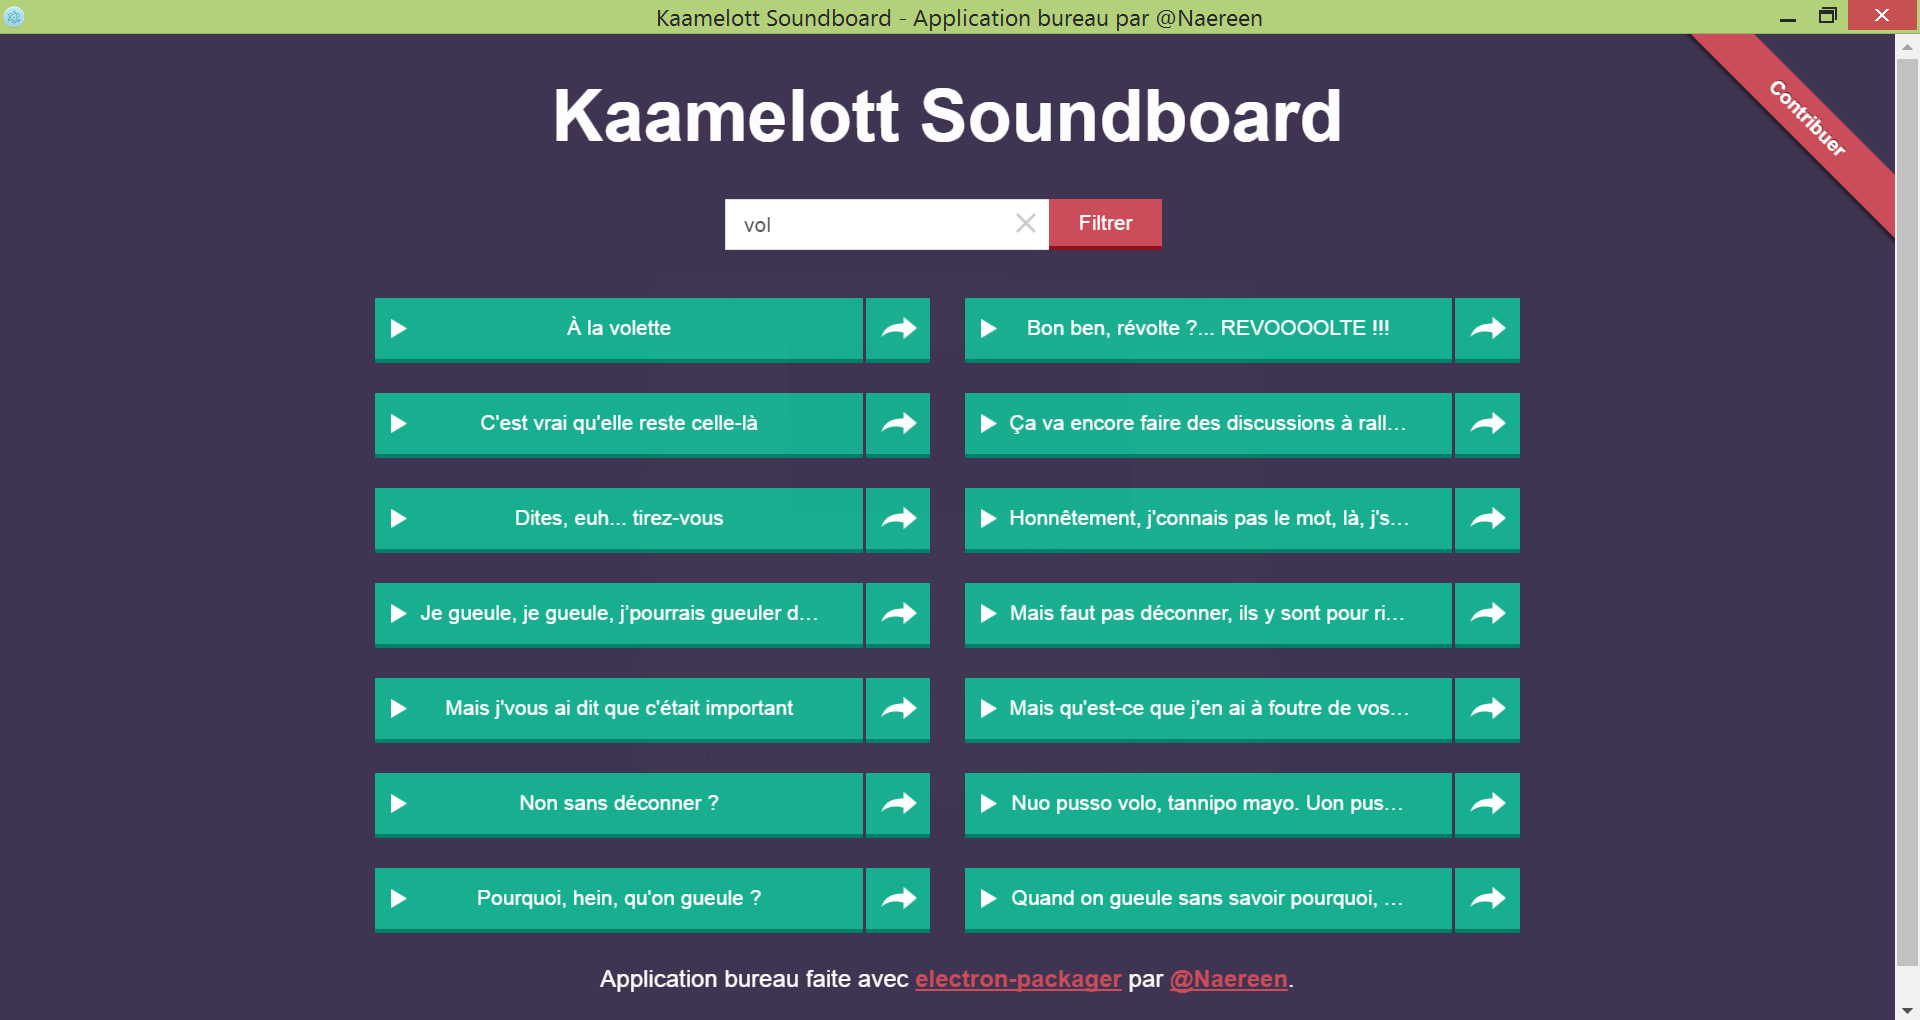 Kaamelott Soundboard - Application bureau par @Naereen
Kaamelott Soundboard
Contribuer
vol
Filtrer
À la volette
Bon ben, révolte ?... REVOOOOLTE !!!
C'est vrai qu'elle reste celle-là
Ça va encore faire des discussions à rall…
Dites, euh... tirez-vous
Honnêtement, j'connais pas le mot, là, j's…
Je gueule, je gueule, j’pourrais gueuler d…
Mais faut pas déconner, ils y sont pour ri…
Mais j'vous ai dit que c'était important
Mais qu'est-ce que j'en ai à foutre de vos…
Non sans déconner ?
Nuo pusso volo, tannipo mayo. Uon pus…
Pourquoi, hein, qu'on gueule ?
Quand on gueule sans savoir pourquoi, …
Application bureau faite avec electron-packager par @Naereen.